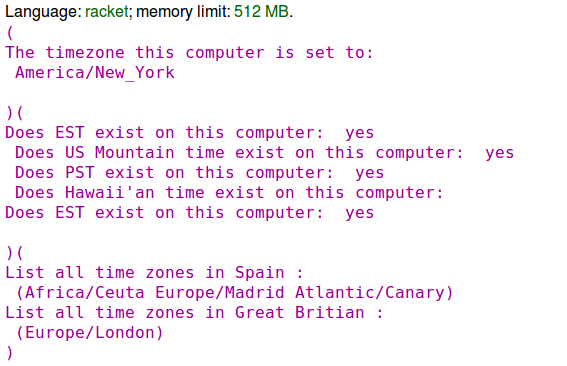 Language: racket; memory limit: 512 MB.
(
The timezone this computer is set to:
 America/New_York

)(
Does EST exist on this computer:  yes
 Does US Mountain time exist on this computer:  yes
 Does PST exist on this computer:  yes
 Does Hawaii'an time exist on this computer:
Does EST exist on this computer:  yes

)(
List all time zones in Spain :
 (Africa/Ceuta Europe/Madrid Atlantic/Canary)
List all time zones in Great Britian :
 (Europe/London)
)